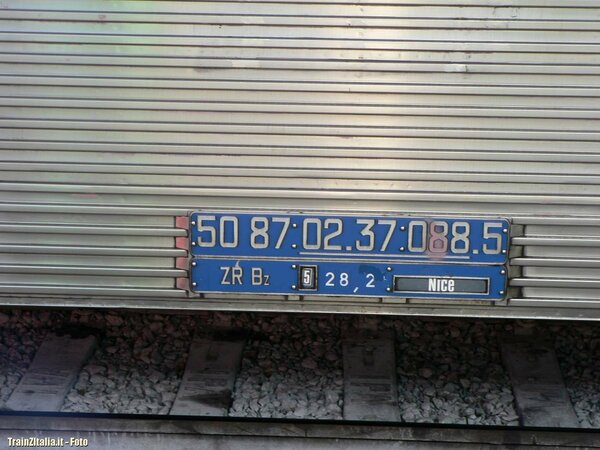 50 87 02.37 088.5
ZR Bz 5 28,2 L Nice
TrainZItalia.it - Foto